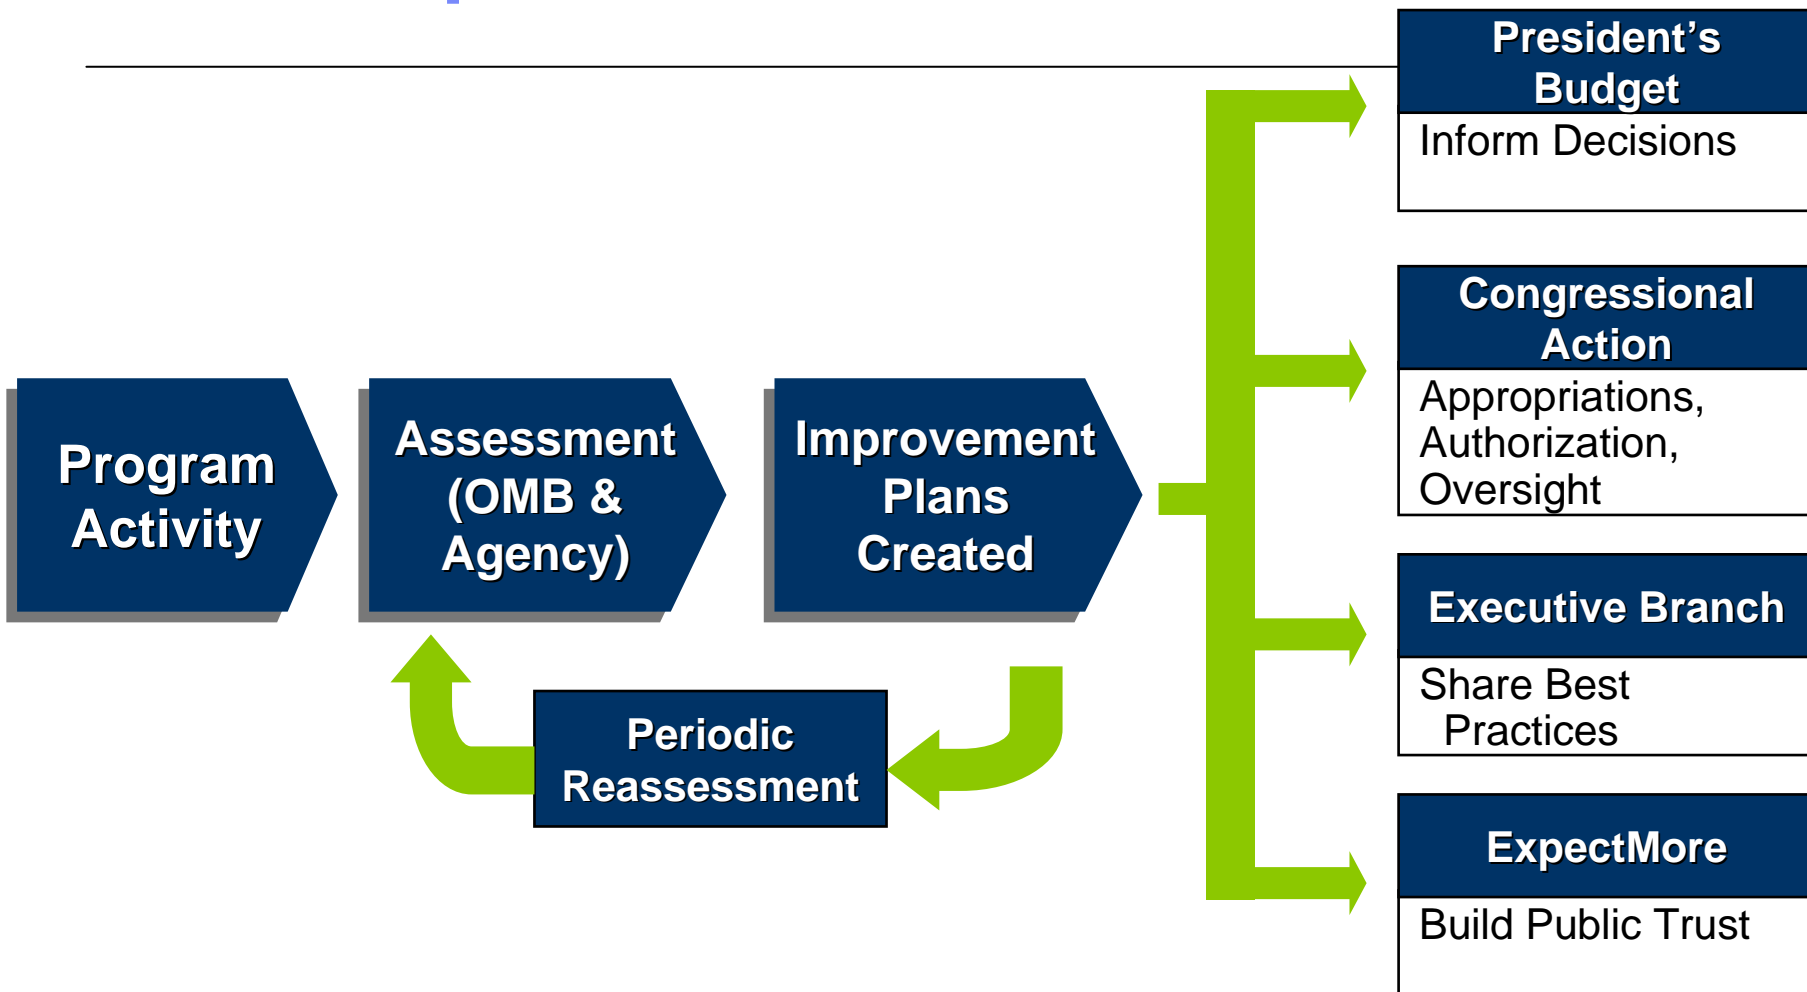 Program
Activity
Assessment
(OMB &
Agency)
Improvement
Plans
Created
Periodic
Reassessment
President’s
Budget
Inform Decisions
Congressional
Action
Appropriations,
Authorization,
Oversight
Executive Branch
Share Best
Practices
ExpectMore
Build Public Trust